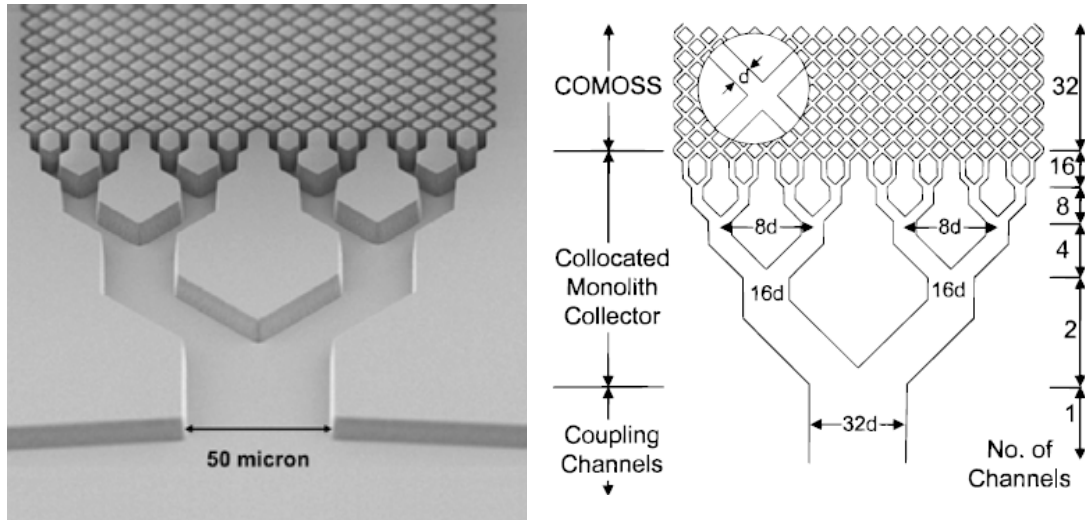 50 micron
COMOSS
Collocated
Monolith
Collector
Coupling
Channels
d
8d
8d
16d
16d
32d
32
16
8
4
2
1
No. of
Channels